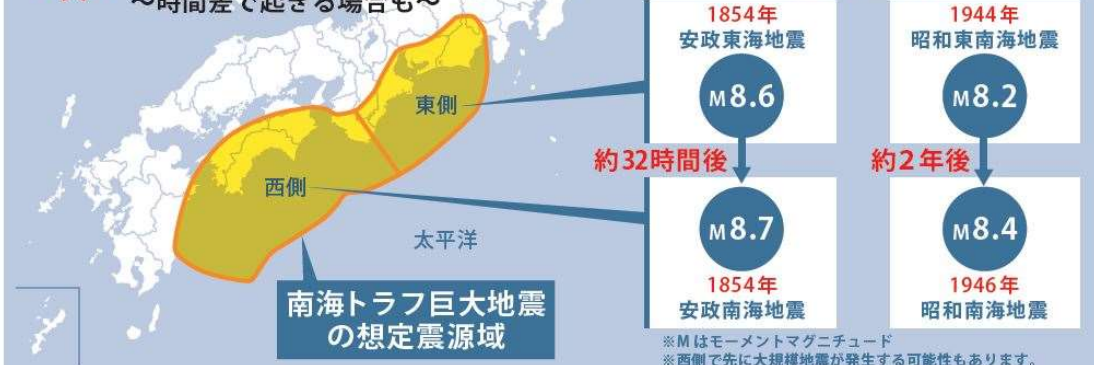 ～時間差で起きる場合も～
東側
西側
太平洋
南海トラフ巨大地震
の想定震源域
1854年
安政東海地震
M8.6
約32時間後
M8.7
1854年
安政南海地震
1944年
昭和東南海地震
M8.2
約2年後
M8.4
1946年
昭和南海地震
※Mはモーメントマグニチュード
※西側で先に大規模地震が発生する可能性もあります。